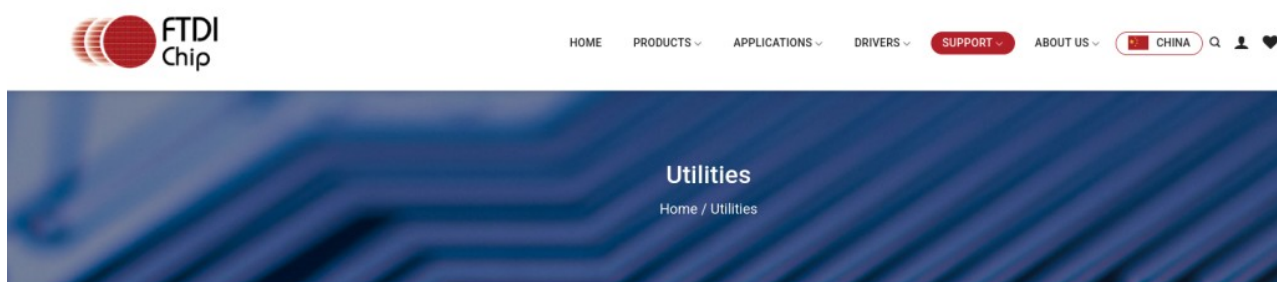 FTDI
Chip
HOME PRODUCTS APPLICATIONS DRIVERS SUPPORT ABOUT US CHINA
Utilities
Home / Utilities